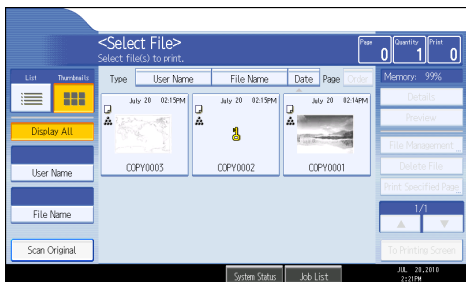 <Select File>
Select file(s) to print.
Page 0 Quantity 1 Print 0
List Thumbnails
Type User Name File Name Date Page Order
Memory: 99%
Display All
User Name
File Name
Scan Original
July 20 02:15PM
COPY0003
July 20 02:15PM
COPY0002
July 20 02:14PM
COPY0001
Details
Preview
File Management
Delete File
Print Specified Page
1/1
To Printing Screen
System Status Job List
JUL 20,2010
2:21PM